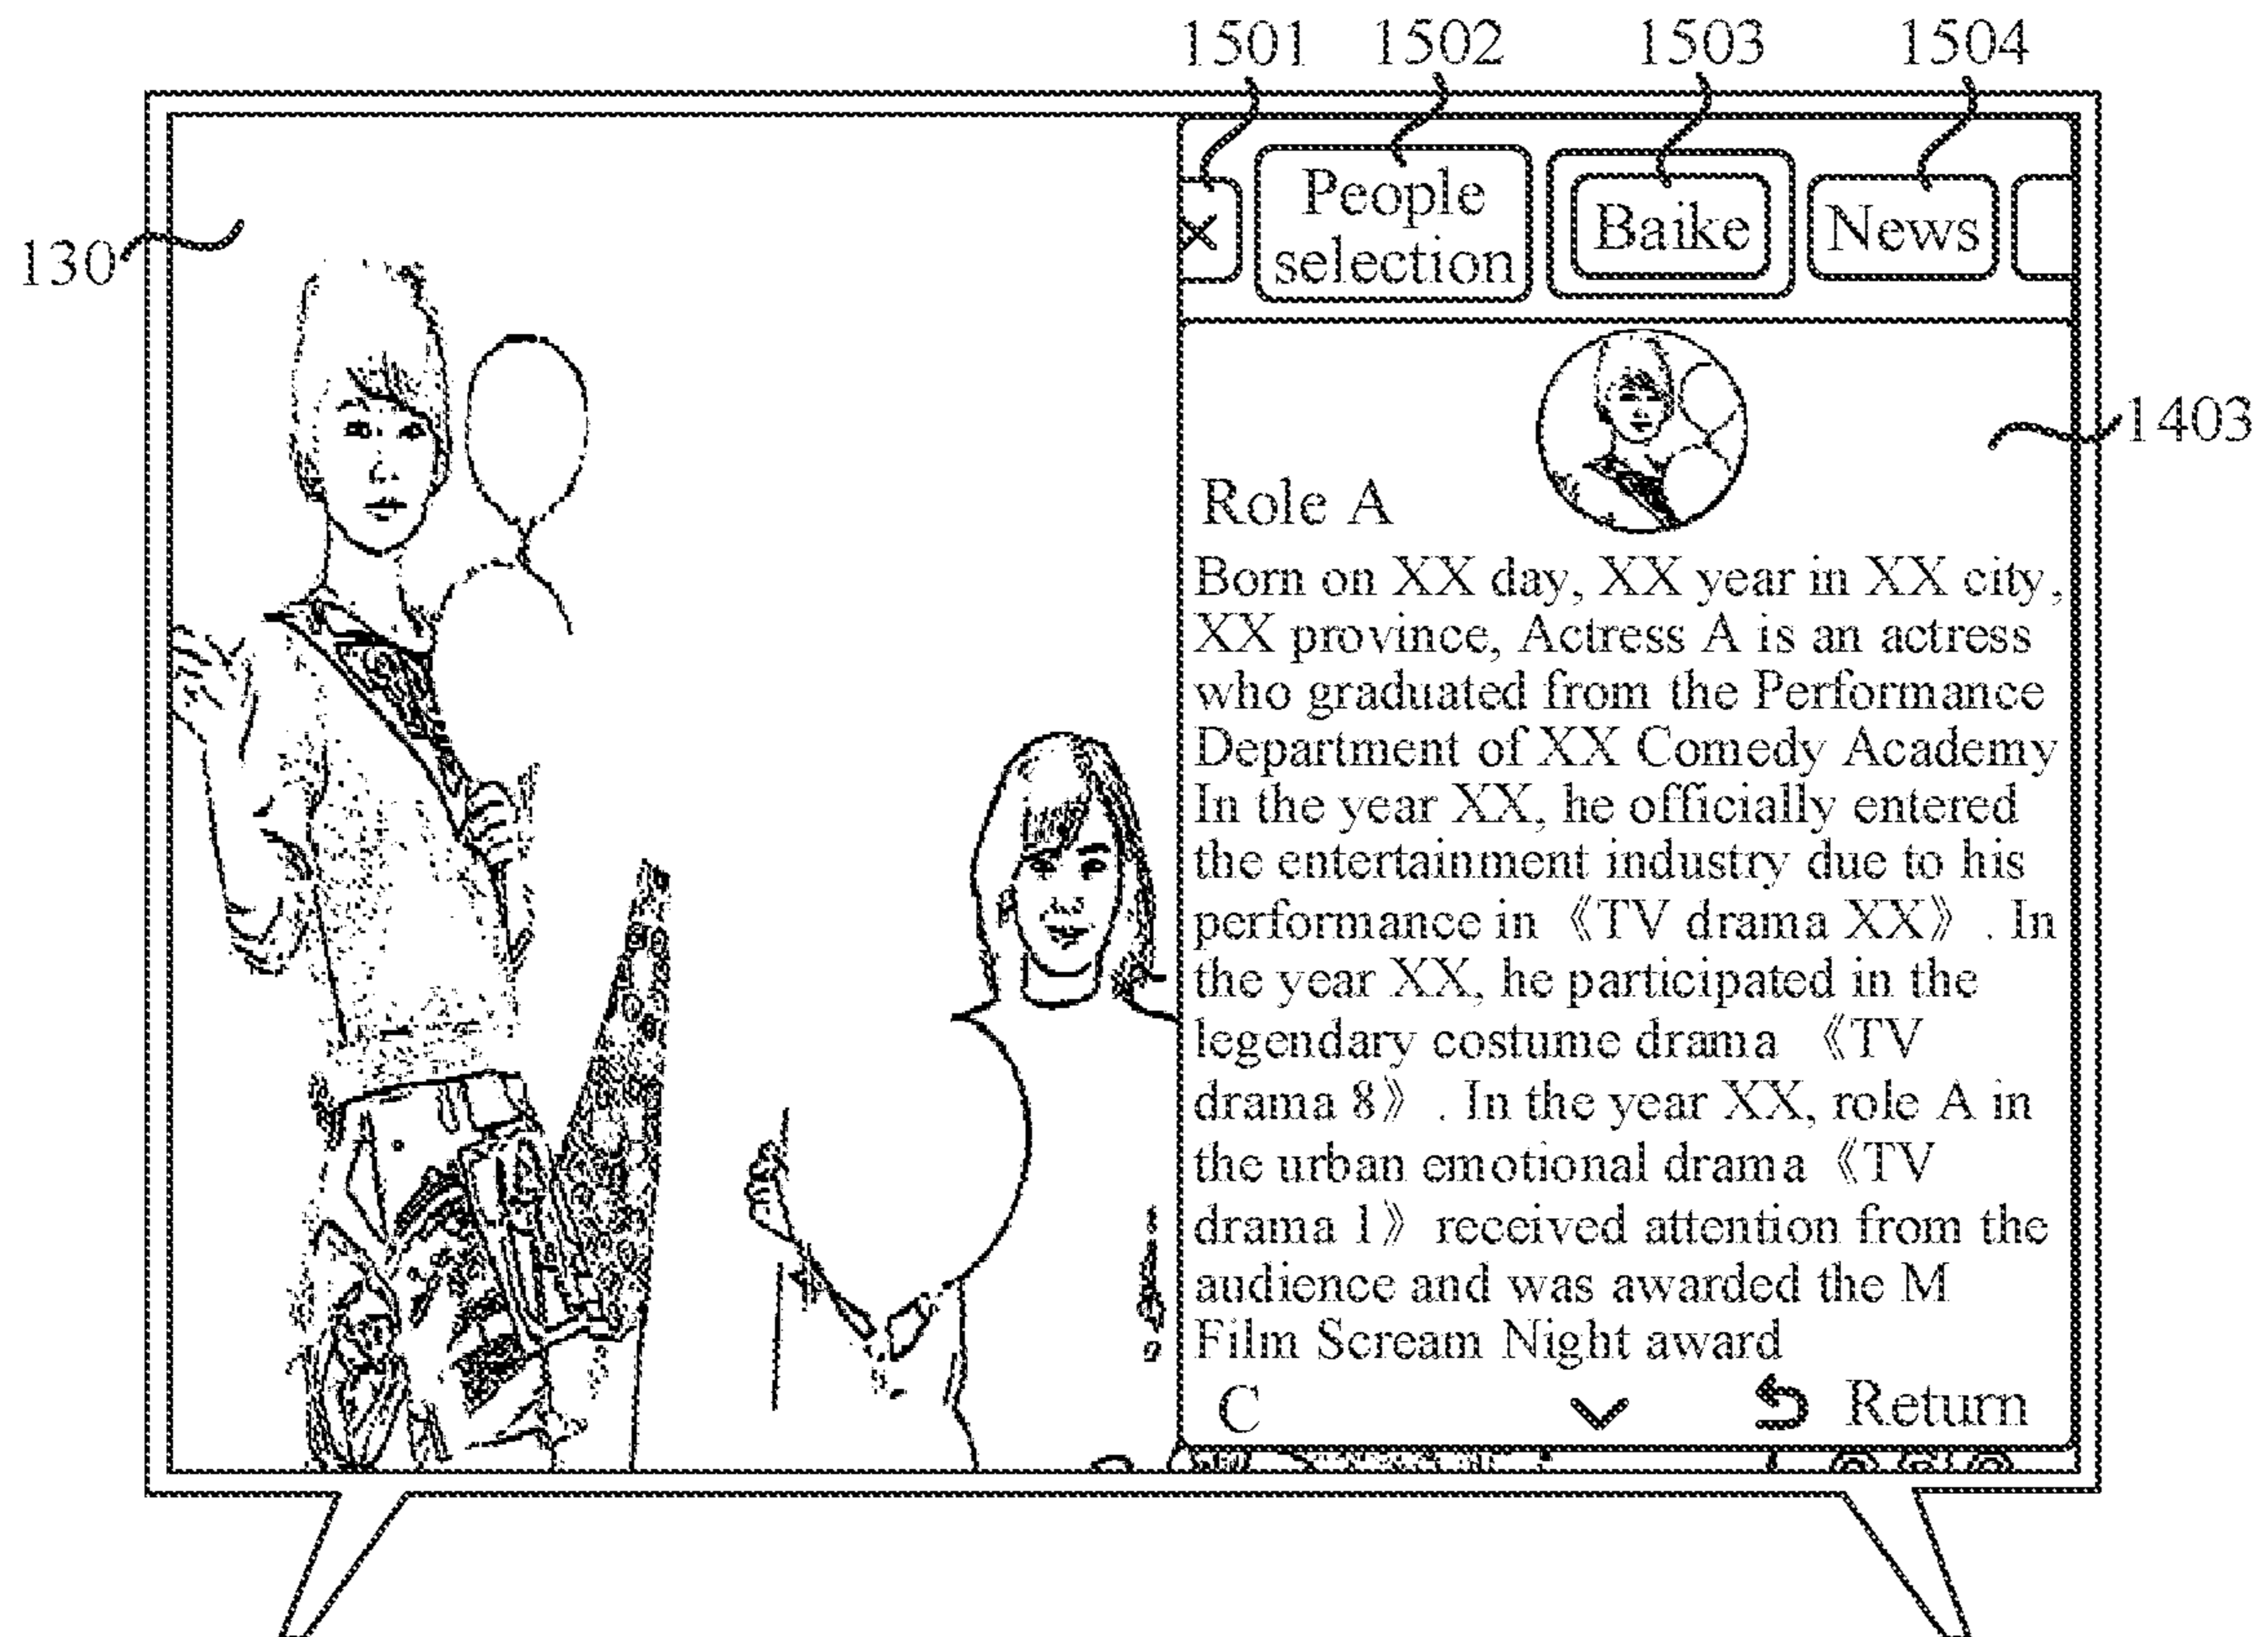 1501 1502 1503 1504
130
People
selection
Baike
News
1403
Role A
Born on XX day, XX year in XX city,
XX province, Actress A is an actress
who graduated from the Performance
Department of XX Comedy Academy
In the year XX, he officially entered
the entertainment industry due to his
performance in 《TV drama XX》 . In
the year XX, he participated in the
legendary costume drama 《TV
drama 8》 . In the year XX, role A in
the urban emotional drama 《TV
drama 1》 received attention from the
audience and was awarded the M
Film Scream Night award
C Return